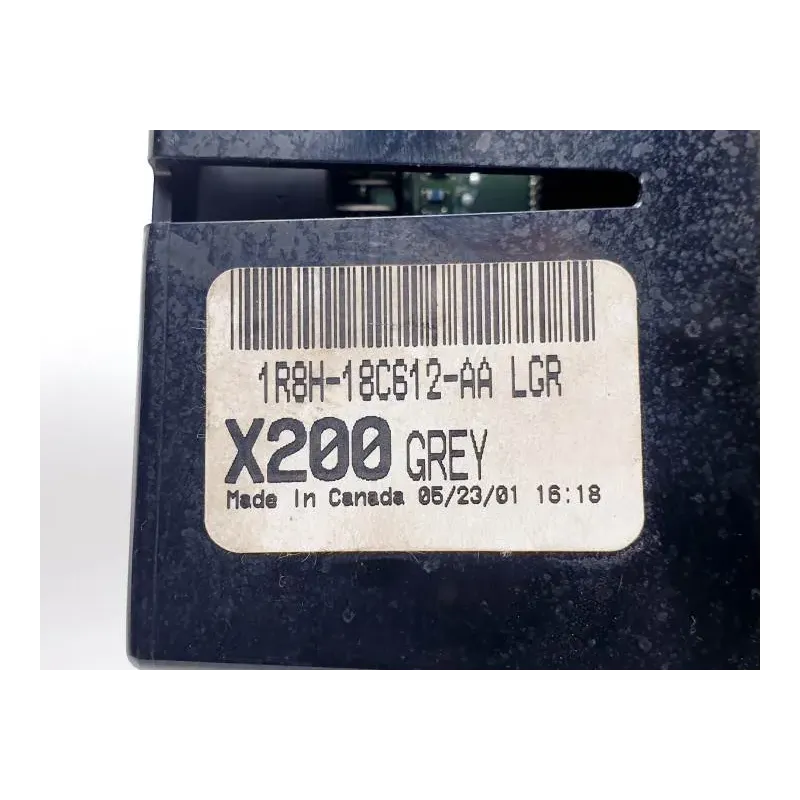 1R8H-18C612-AA LGR
X200 GREY
Made In Canada 05/23/01 16:18